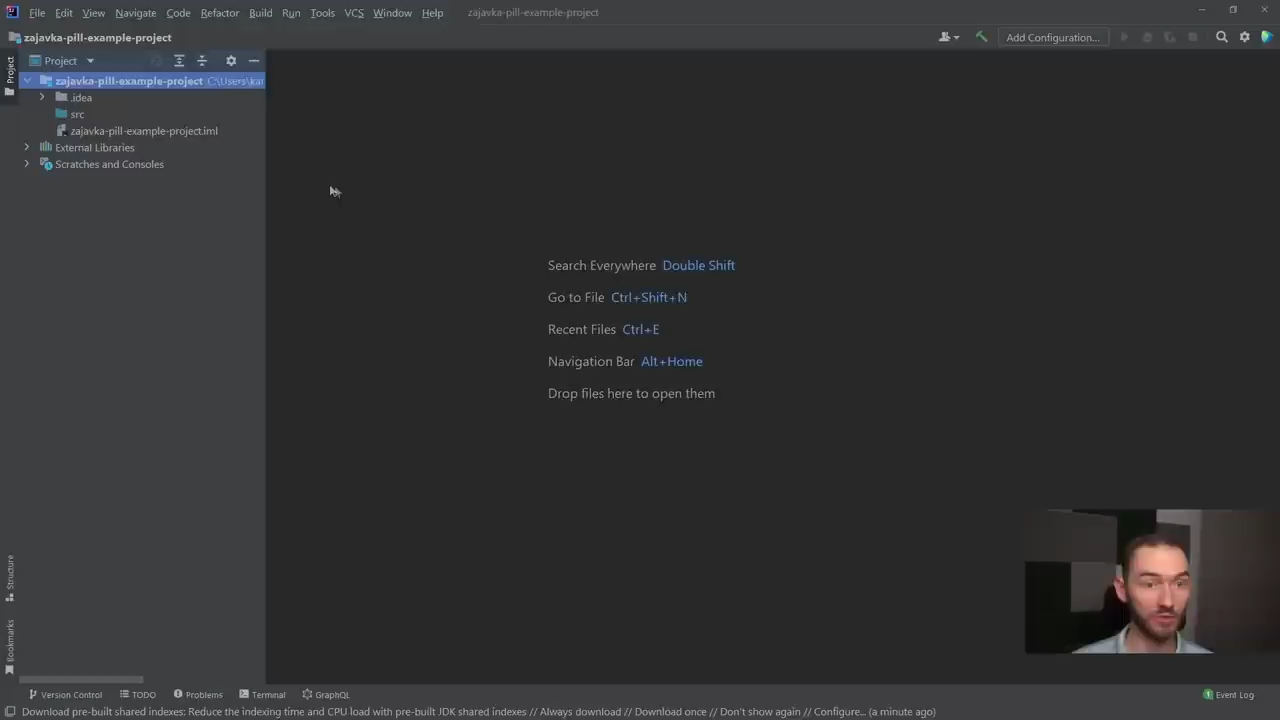 File Edit View Navigate Code Refactor Build Run Tools VCS Window Help zajavka-pill-example-project
zajavka-pill-example-project Add Configuration...
Project
Project
zajavka-pill-example-project C:\Users\kar
.idea
src
zajavka-pill-example-project.iml
External Libraries
Scratches and Consoles
Search Everywhere Double Shift
Go to File Ctrl+Shift+N
Recent Files Ctrl+E
Navigation Bar Alt+Home
Drop files here to open them
Structure
Bookmarks
Version Control TODO Problems Terminal GraphQL 1 Event Log
Download pre-built shared indexes: Reduce the indexing time and CPU load with pre-built JDK shared indexes // Always download // Download once // Don't show again // Configure... (a minute ago)